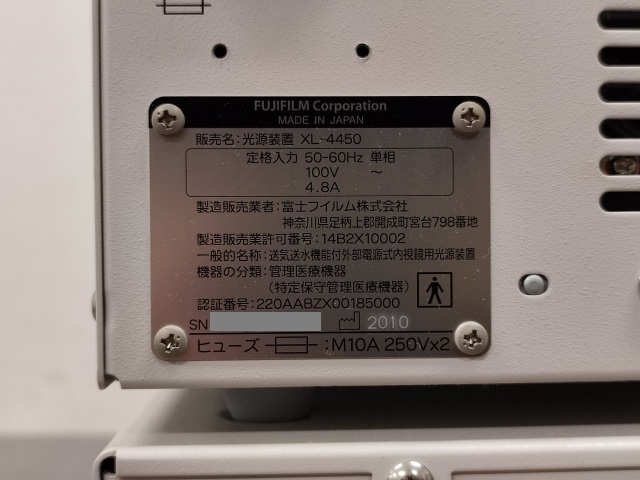 FUJIFILM Corporation
MADE IN JAPAN
販売名:光源装置 XL-4450
定格入力 50-60Hz 単相
100V ~
4.8A
製造販売業者:富士フイルム株式会社
神奈川県足柄上郡開成町宮台798番地
製造販売業許可番号:14B2X10002
一般的名称:送気送水機能付外部電源式内視鏡用光源装置
機器の分類:管理医療機器
(特定保守管理医療機器)
認証番号:220AABZX00185000
SN 2010
ヒューズ :M10A 250Vx2